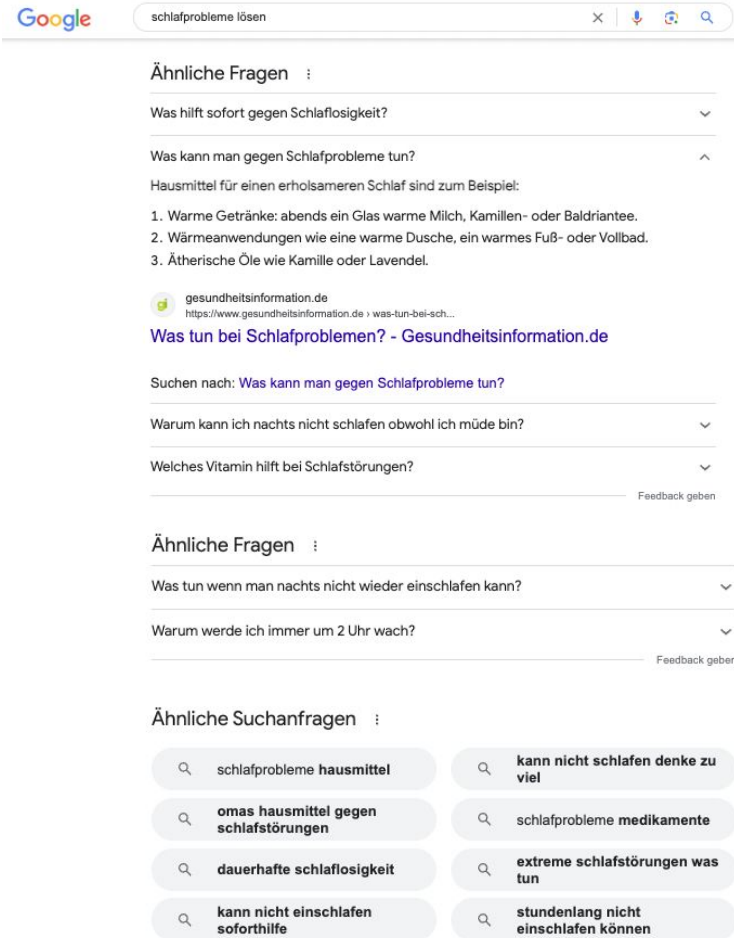 Google
schlafprobleme lösen
Ähnliche Fragen
Was hilft sofort gegen Schlaflosigkeit?
Was kann man gegen Schlafprobleme tun?
Hausmittel für einen erholsameren Schlaf sind zum Beispiel:
1. Warme Getränke: abends ein Glas warme Milch, Kamillen- oder Baldriantee.
2. Wärmeanwendungen wie eine warme Dusche, ein warmes Fuß- oder Vollbad.
3. Ätherische Öle wie Kamille oder Lavendel.
gesundheitsinformation.de
https://www.gesundheitsinformation.de › was-tun-bei-sch...
Was tun bei Schlafproblemen? - Gesundheitsinformation.de
Suchen nach: Was kann man gegen Schlafprobleme tun?
Warum kann ich nachts nicht schlafen obwohl ich müde bin?
Welches Vitamin hilft bei Schlafstörungen?
Feedback geben
Ähnliche Fragen
Was tun wenn man nachts nicht wieder einschlafen kann?
Warum werde ich immer um 2 Uhr wach?
Feedback geben
Ähnliche Suchanfragen
schlafprobleme hausmittel
kann nicht schlafen denke zu
viel
omas hausmittel gegen
schlafstörungen
schlafprobleme medikamente
dauerhafte schlaflosigkeit
extreme schlafstörungen was
tun
kann nicht einschlafen
soforthilfe
stundenlang nicht
einschlafen können